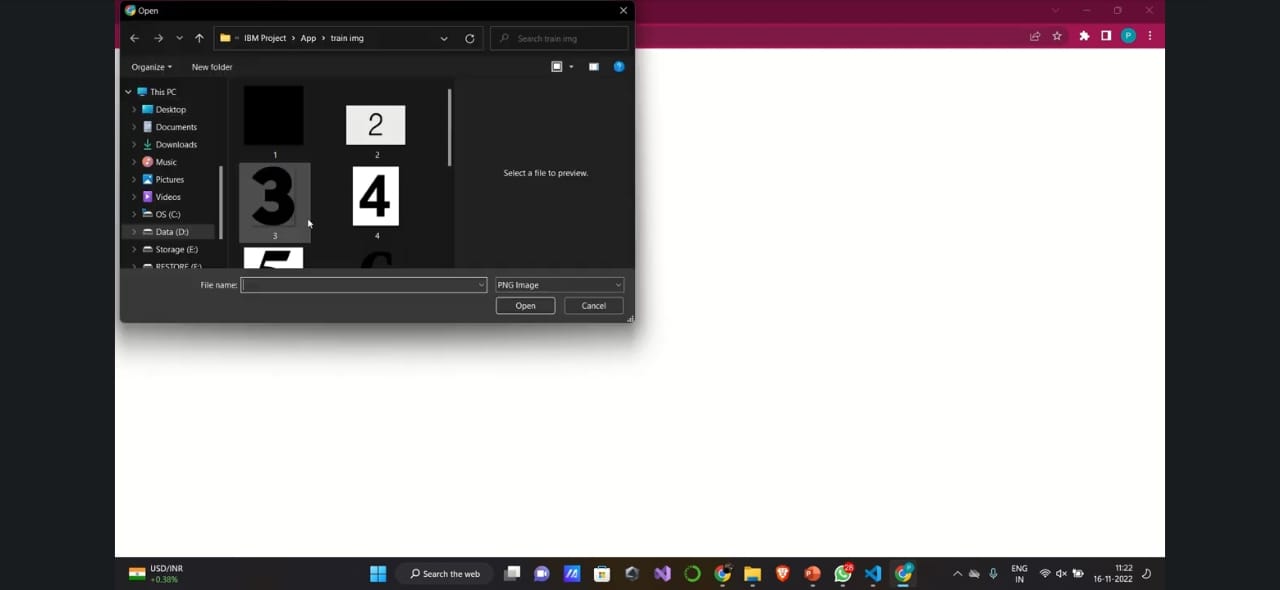 Open
IBM Project > App > train img
Search train img
Organize
New folder
This PC
Desktop
Documents
Downloads
Music
Pictures
Videos
OS (C:)
Data (D:)
Storage (E:)
RESTORE (F:)
1
2
2
3
3
4
4
5
Select a file to preview.
File name:
PNG Image
Open
Cancel
P
USD/INR
+0.38%
Search the web
28
ENG
IN
11:22
16-11-2022